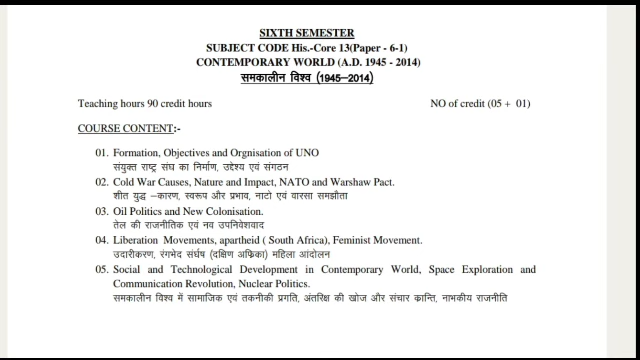 SIXTH SEMESTER
SUBJECT CODE His.-Core 13(Paper - 6-1)
CONTEMPORARY WORLD (A.D. 1945 - 2014)
समकालीन विश्व (1945–2014)
Teaching hours 90 credit hours NO of credit (05 + 01)
COURSE CONTENT:-
01. Formation, Objectives and Orgnisation of UNO
संयुक्त राष्ट्र संघ का निर्माण, उद्देश्य एवं संगठन
02. Cold War Causes, Nature and Impact, NATO and Warshaw Pact.
शीत युद्ध –कारण, स्वरूप और प्रभाव, नाटो एवं वारसा समझौता
03. Oil Politics and New Colonisation.
तेल की राजनीतिक एवं नव उपनिवेशवाद
04. Liberation Movements, apartheid ( South Africa), Feminist Movement.
उदारीकरण, रंगभेद संर्घष (दक्षिण अफ्रिका) महिला आंदोलन
05. Social and Technological Development in Contemporary World, Space Exploration and
Communication Revolution, Nuclear Politics.
समकालीन विश्व में सामाजिक एवं तकनीकी प्रगति, अंतरिक्ष की खोज और संचार क्रान्ति, नाभकीय राजनीति